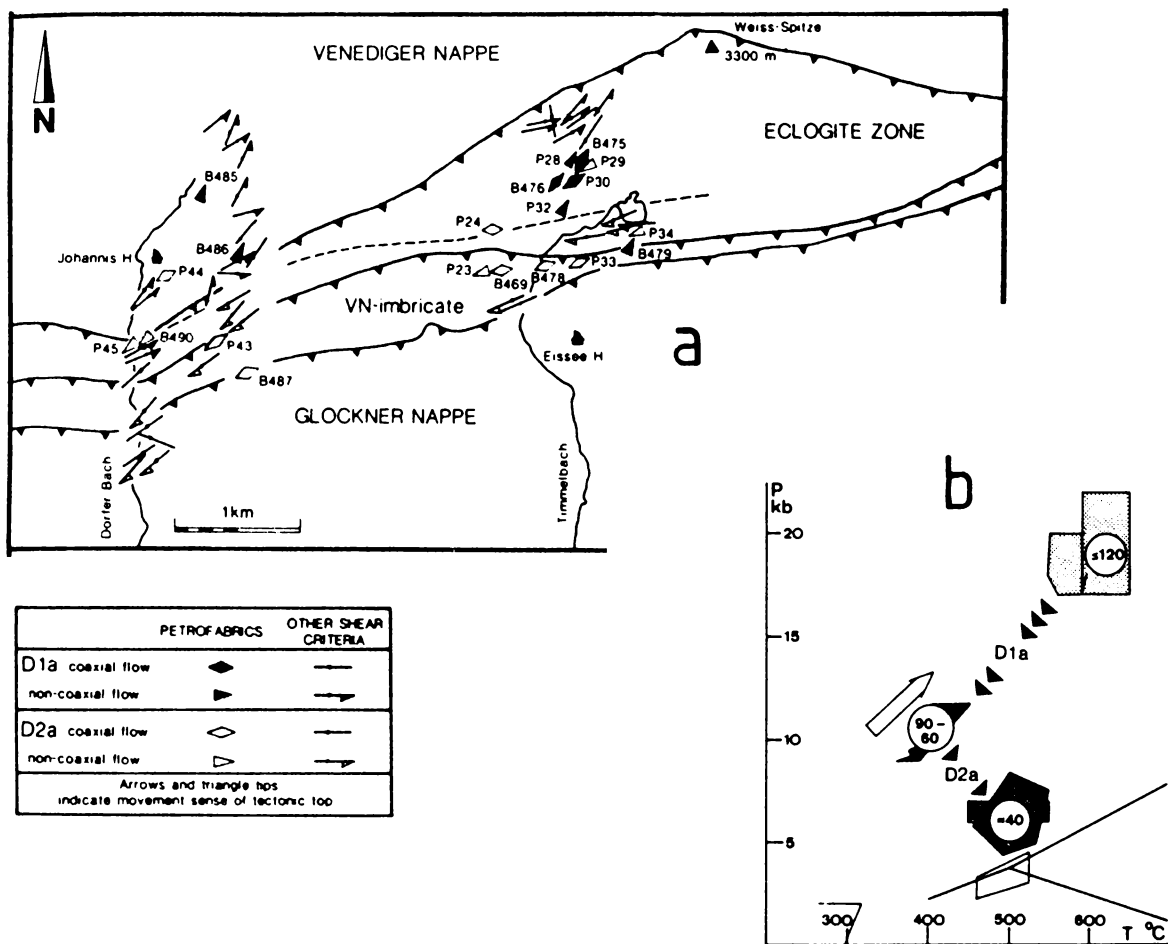 a
Weiss-Spitze
3300 m
VENEDIGER NAPPE
N
ECLOGITE ZONE
B475
P28
P29
B476
P30
B485
P32
P24
P34
B486
B479
Johannis H
P44
P23
B469
B478
P33
VN-imbricate
P45
B490
P43
Eissee H
B487
GLOCKNER NAPPE
Dorfer Bach
Timmelbach
1km
PETROFABRICS
OTHER SHEAR CRITERIA
D1a coaxial flow
non-coaxial flow
D2a coaxial flow
non-coaxial flow
Arrows and triangle tips
indicate movement sense of tectonic top
b
P
kb
20
≤120
15
D1a
90 -
60
10
D2a
≈40
5
300
400
500
600
T °C